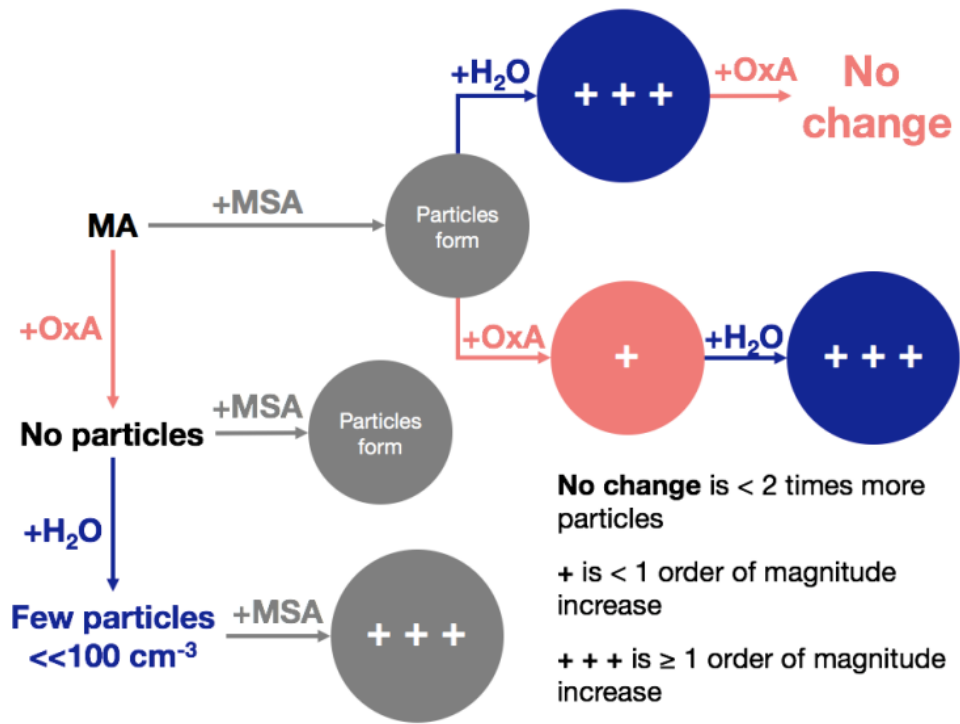 +H₂O
+ + +
+OxA
No
change
MA
+MSA
Particles
form
+OxA
+OxA
+
+H₂O
+ + +
No particles
+MSA
Particles
form
+H₂O
Few particles
<<100 cm⁻³
+MSA
+ + +
No change is < 2 times more
particles
+ is < 1 order of magnitude
increase
+ + + is ≥ 1 order of magnitude
increase